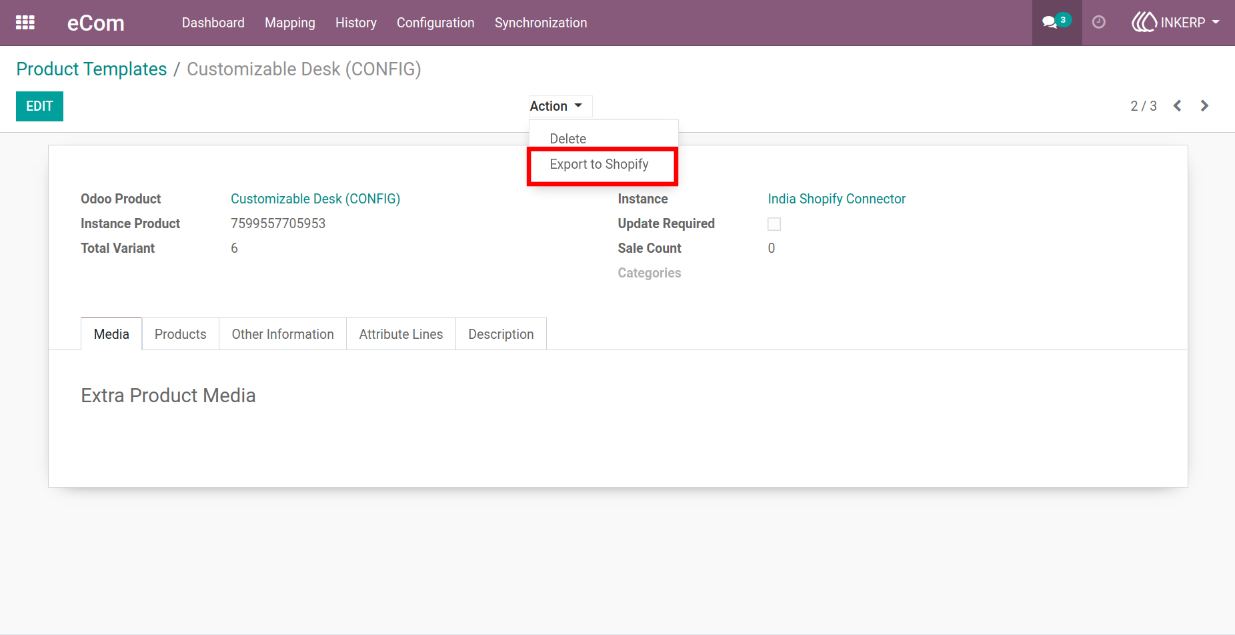 eCom Dashboard Mapping History Configuration Synchronization 3 INKERP
Product Templates / Customizable Desk (CONFIG)
EDIT Action 2 / 3
Delete
Export to Shopify
Odoo Product Customizable Desk (CONFIG) Instance India Shopify Connector
Instance Product 7599557705953 Update Required
Total Variant 6 Sale Count 0
Categories
Media Products Other Information Attribute Lines Description
Extra Product Media